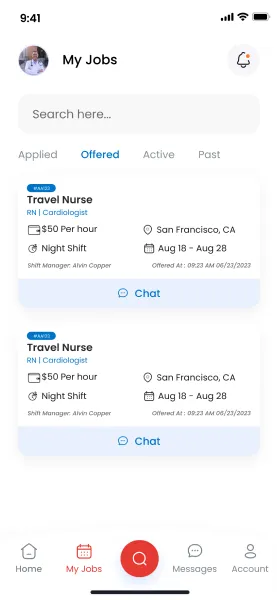 9:41
My Jobs
Search here...
Applied Offered Active Past
Travel Nurse
RN | Cardiologist
$50 Per hour San Francisco, CA
Night Shift Aug 18 - Aug 28
Shift Manager: Alvin Copper Offered At : 09:23 AM 06/23/2023
Chat
Travel Nurse
RN | Cardiologist
$50 Per hour San Francisco, CA
Night Shift Aug 18 - Aug 28
Shift Manager: Alvin Copper Offered At : 09:23 AM 06/23/2023
Chat
Home My Jobs Messages Account